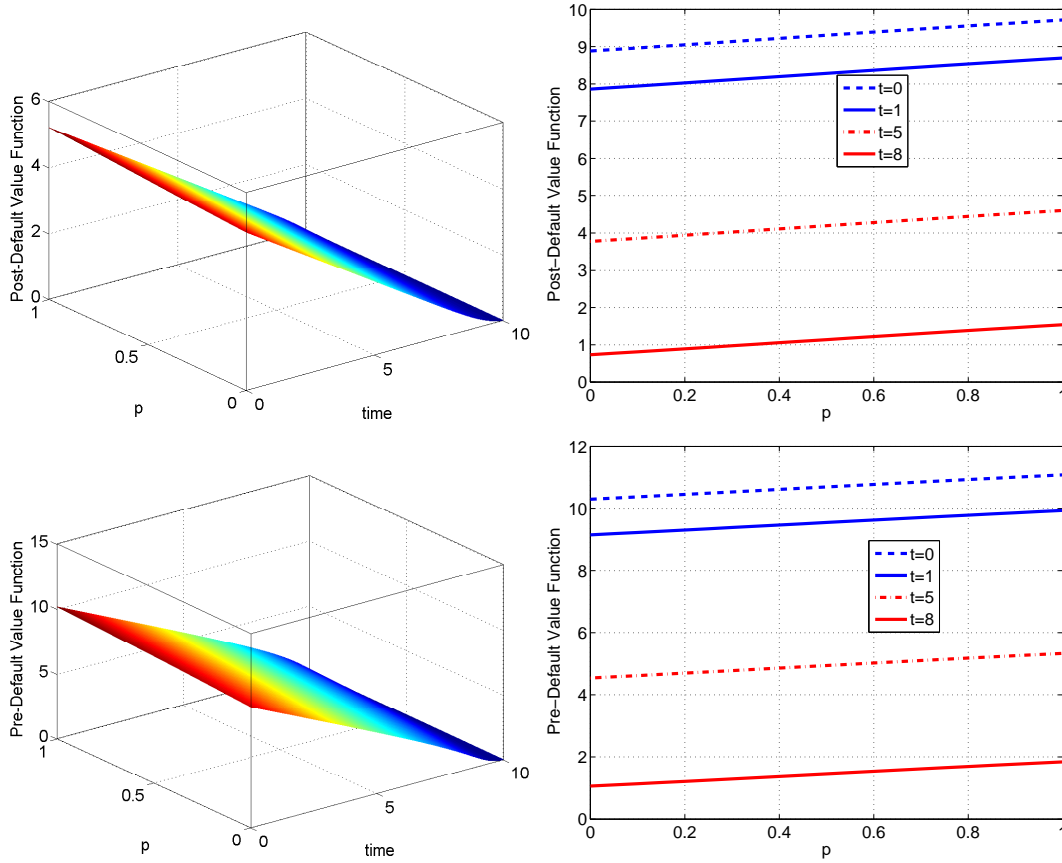 Post-Default Value Function
6
4
2
0
1
0.5
0
p
0
5
10
time
Post−Default Value Function
10
9
8
7
6
5
4
3
2
1
0
t=0
t=1
t=5
t=8
0
0.2
0.4
0.6
0.8
1
p
Pre-Default Value Function
15
10
5
0
1
0.5
0
p
0
5
10
time
Pre−Default Value Function
12
10
8
6
4
2
0
t=0
t=1
t=5
t=8
0
0.2
0.4
0.6
0.8
1
p